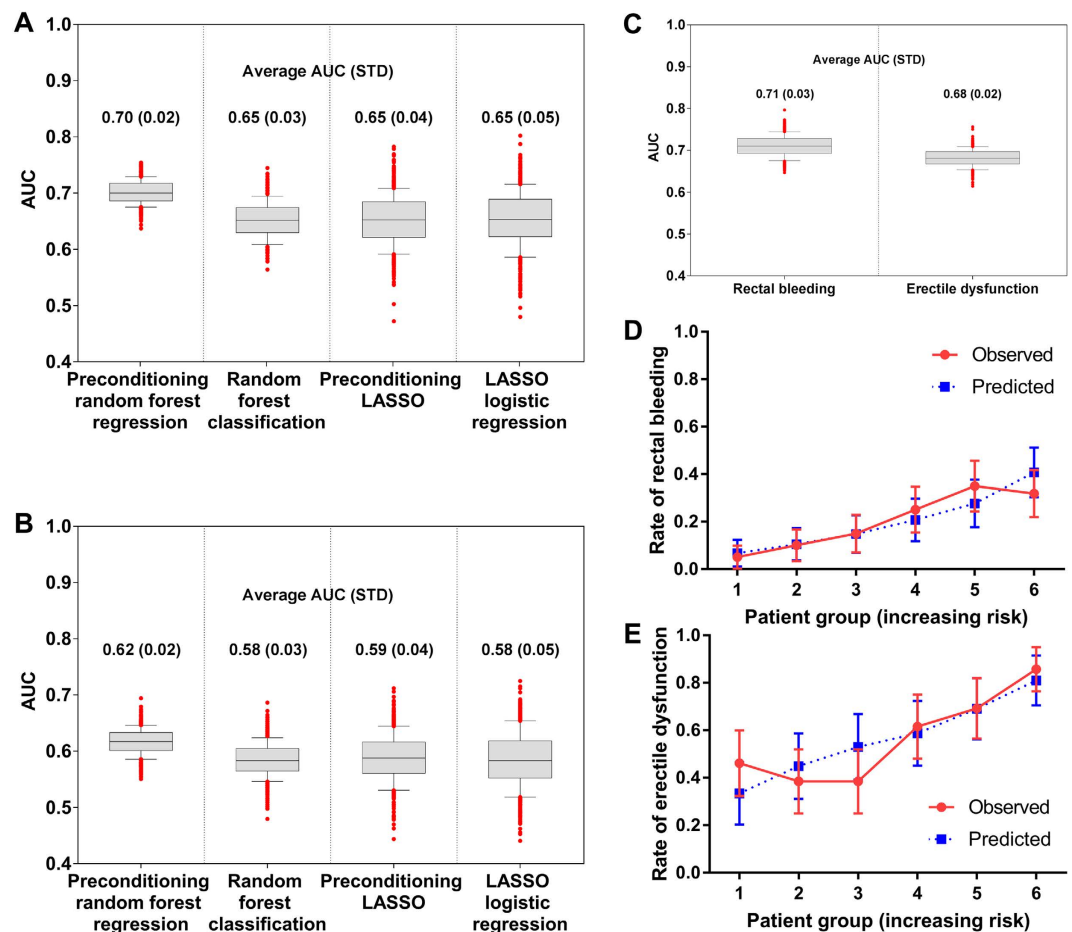 A
1.0
0.9
0.8
0.7
0.6
0.5
0.4
AUC
Average AUC (STD)
0.70 (0.02)
0.65 (0.03)
0.65 (0.04)
0.65 (0.05)
Preconditioning
random forest
regression
Random
forest
classification
Preconditioning
LASSO
LASSO
logistic
regression
B
1.0
0.9
0.8
0.7
0.6
0.5
0.4
AUC
Average AUC (STD)
0.62 (0.02)
0.58 (0.03)
0.59 (0.04)
0.58 (0.05)
Preconditioning
random forest
regression
Random
forest
classification
Preconditioning
LASSO
LASSO
logistic
regression
C
1.0
0.9
0.8
0.7
0.6
0.5
0.4
AUC
Average AUC (STD)
0.71 (0.03)
0.68 (0.02)
Rectal bleeding
Erectile dysfunction
D
Rate of rectal bleeding
1.0
0.8
0.6
0.4
0.2
0.0
Observed
Predicted
1 2 3 4 5 6
Patient group (increasing risk)
E
Rate of erectile dysfunction
1.0
0.8
0.6
0.4
0.2
0.0
Observed
Predicted
1 2 3 4 5 6
Patient group (increasing risk)